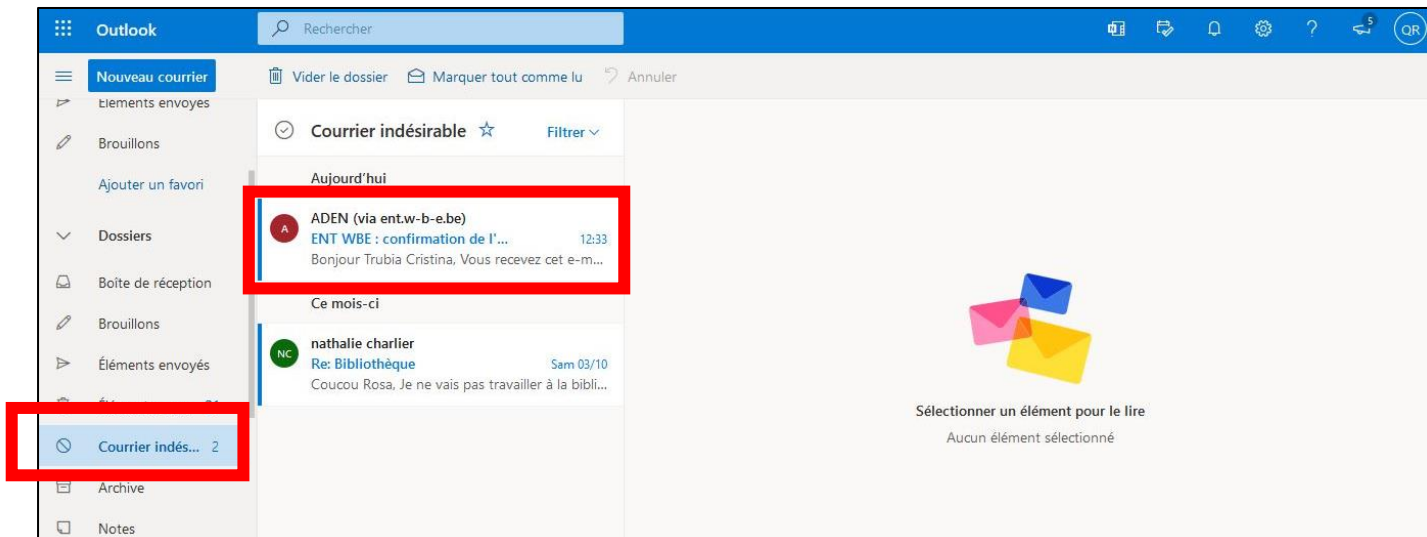 Outlook
Rechercher
5
QR
Nouveau courrier
Vider le dossier
Marquer tout comme lu
Annuler
Éléments envoyés
Brouillons
Ajouter un favori
Dossiers
Boîte de réception
Brouillons
Éléments envoyés
Courrier indés... 2
Archive
Notes
Courrier indésirable
Filtrer
Aujourd'hui
A
ADEN (via ent.w-b-e.be)
ENT WBE : confirmation de l'... 12:33
Bonjour Trubia Cristina, Vous recevez cet e-m...
Ce mois-ci
NC
nathalie charlier
Re: Bibliothèque Sam 03/10
Coucou Rosa, Je ne vais pas travailler à la bibli...
Sélectionner un élément pour le lire
Aucun élément sélectionné